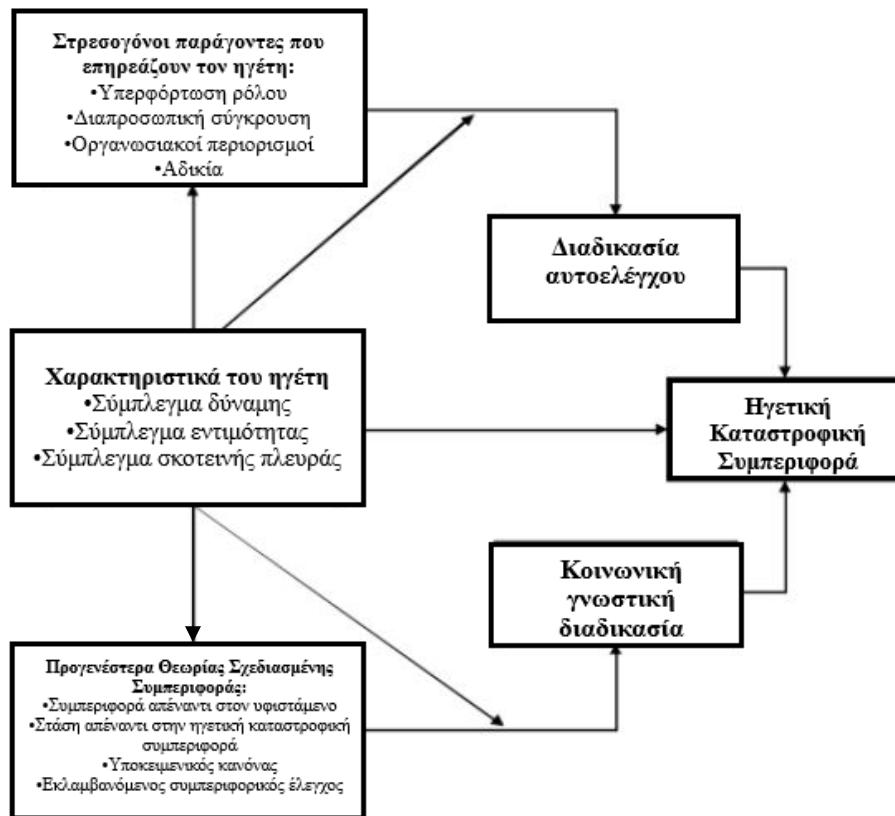 Στρεσογόνοι παράγοντες που
επηρεάζουν τον ηγέτη:
•Υπερφόρτωση ρόλου
•Διαπροσωπική σύγκρουση
•Οργανωσιακοί περιορισμοί
•Αδικία
Διαδικασία
αυτοελέγχου
Χαρακτηριστικά του ηγέτη
•Σύμπλεγμα δύναμης
•Σύμπλεγμα εντιμότητας
•Σύμπλεγμα σκοτεινής πλευράς
Ηγετική
Καταστροφική
Συμπεριφορά
Κοινωνική
γνωστική
διαδικασία
Προγενέστερα Θεωρίας Σχεδιασμένης
Συμπεριφοράς:
•Συμπεριφορά απέναντι στον υφιστάμενο
•Στάση απέναντι στην ηγετική καταστροφική
συμπεριφορά
•Υποκειμενικός κανόνας
•Εκλαμβανόμενος συμπεριφορικός έλεγχος